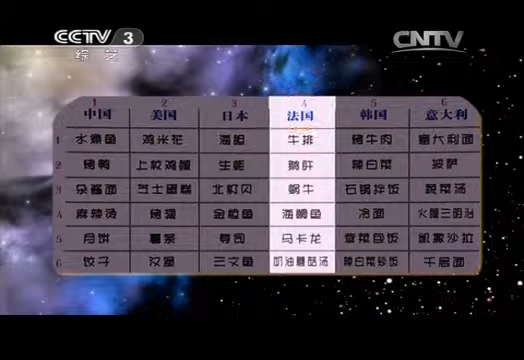 CCTV 3
综艺
CNTV
1 2 3 4 5 6
中国 美国 日本 法国 韩国 意大利
1 水煮鱼 鸡米花 海胆 牛排 烤牛肉 意大利面
2 烤鸭 上校鸡块 生蚝 鹅肝 辣白菜 披萨
3 杂酱面 芝士蛋糕 北极贝 蜗牛 石锅拌饭 蔬菜汤
4 麻辣烫 金枪鱼 冷面 火腿三明治
5 月饼 薯条 寿司 马卡龙 紫菜包饭 凯撒沙拉
6 饺子 汉堡 三文鱼 奶油蘑菇汤 辣白菜炒饭 千层面